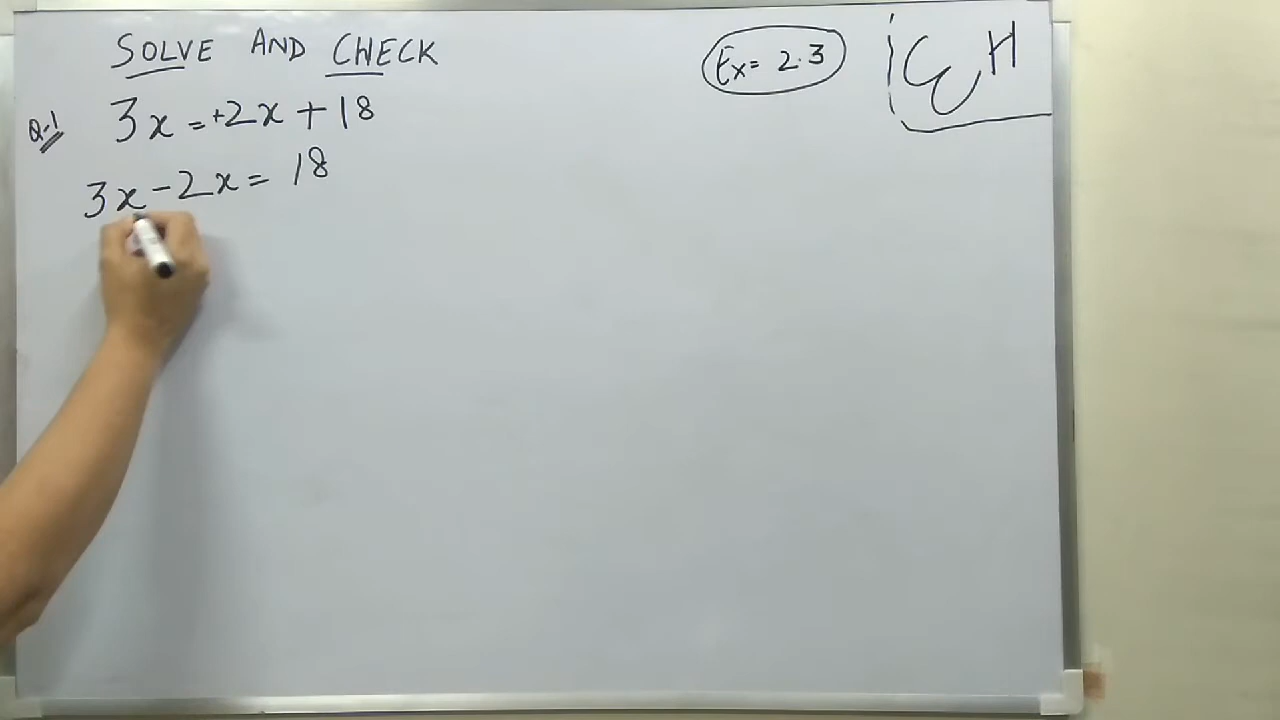 SOLVE AND CHECK
Ex= 2.3
Q-1 3x = +2x + 18
3x - 2x = 18